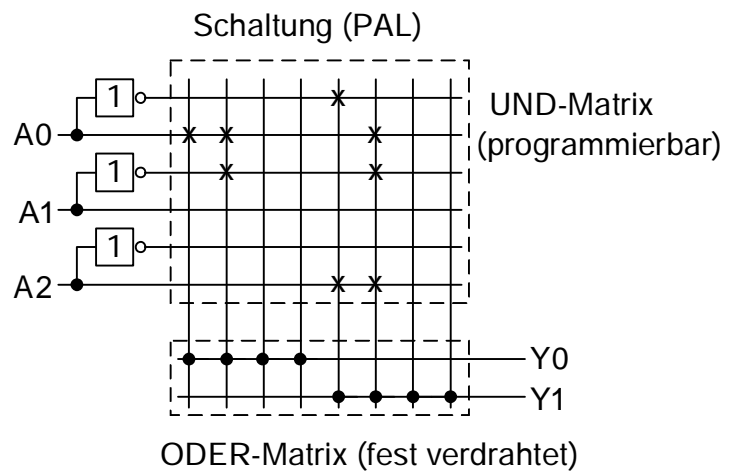 Schaltung (PAL)
1
UND-Matrix
A0
(programmierbar)
1
A1
1
A2
Y0
Y1
ODER-Matrix (fest verdrahtet)